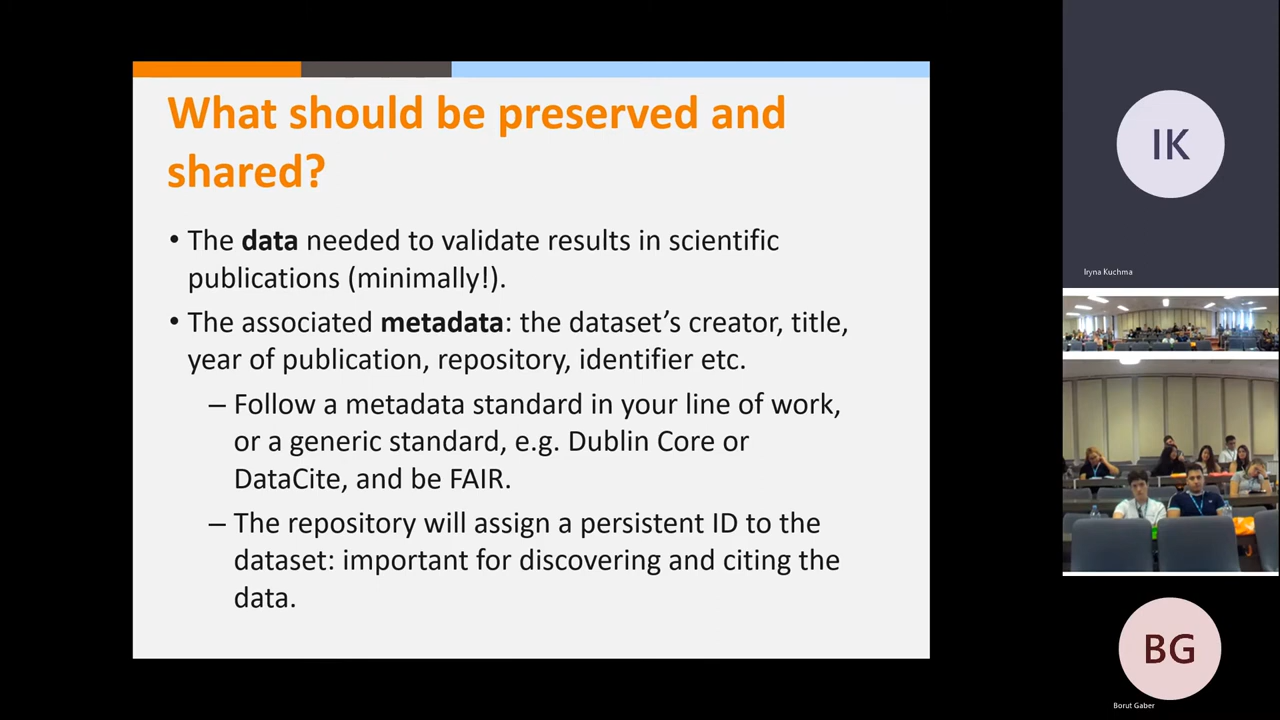 What should be preserved and
shared?
• The data needed to validate results in scientific
publications (minimally!).
• The associated metadata: the dataset’s creator, title,
year of publication, repository, identifier etc.
– Follow a metadata standard in your line of work,
or a generic standard, e.g. Dublin Core or
DataCite, and be FAIR.
– The repository will assign a persistent ID to the
dataset: important for discovering and citing the
data.
IK
Iryna Kuchma
BG
Borut Gaber